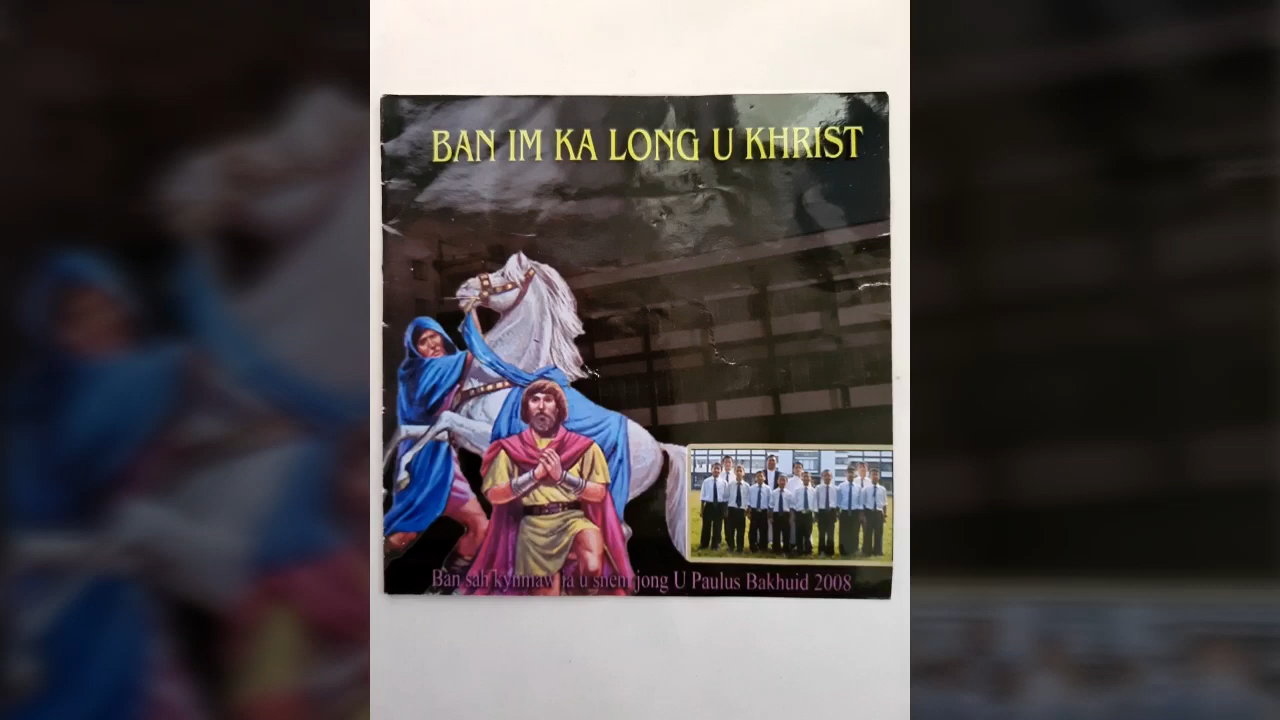 BAN IM KA LONG U KHRIST
Ban sah kynmaw ia u snem jong U Paulus Bakhuid 2008